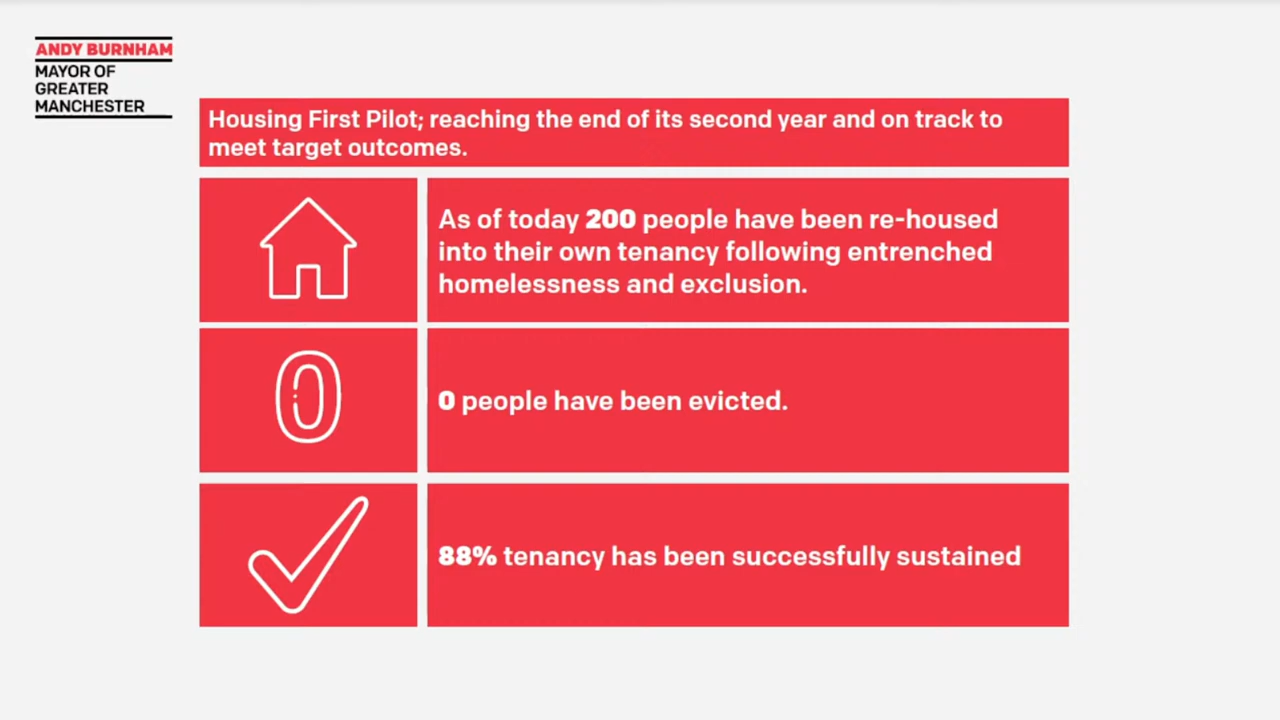 ANDY BURNHAM
MAYOR OF
GREATER
MANCHESTER
Housing First Pilot; reaching the end of its second year and on track to
meet target outcomes.
As of today 200 people have been re-housed
into their own tenancy following entrenched
homelessness and exclusion.
0
0 people have been evicted.
88% tenancy has been successfully sustained